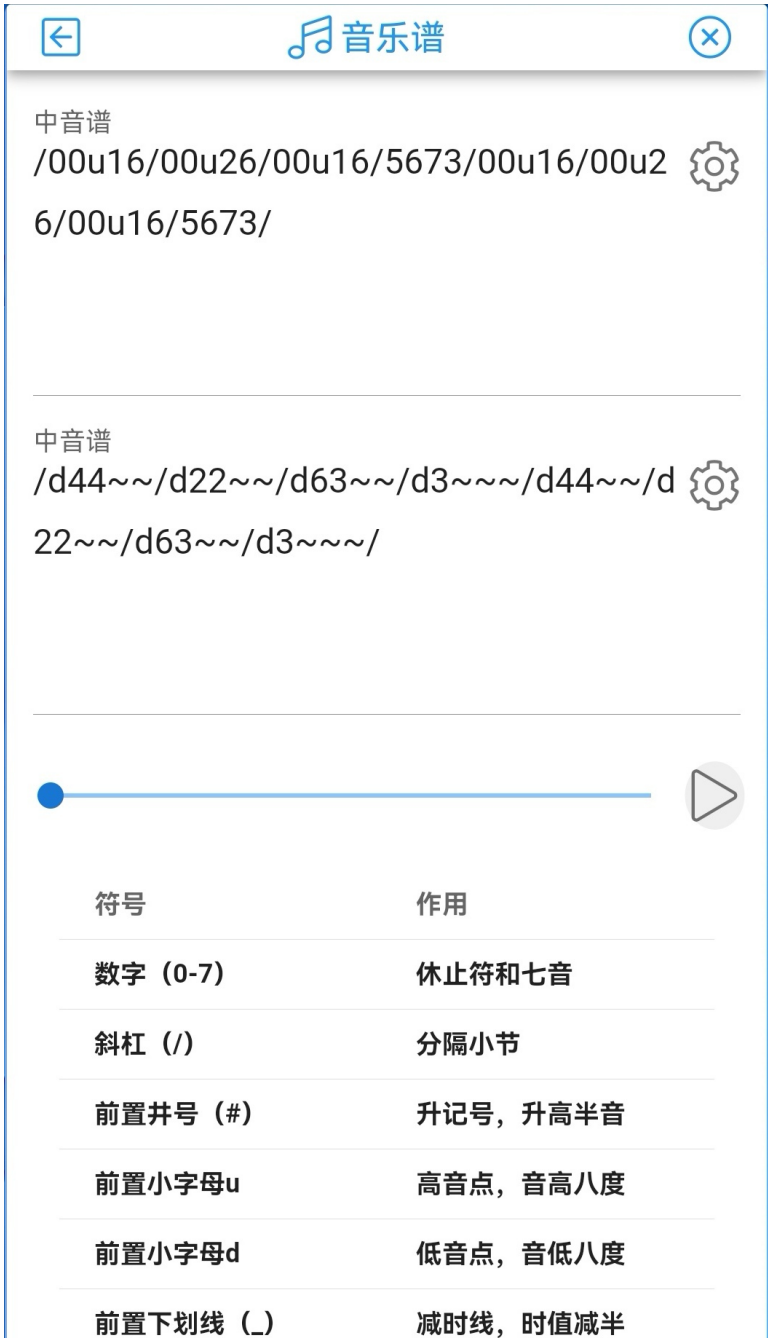 音乐谱
中音谱
/00u16/00u26/00u16/5673/00u16/00u2
6/00u16/5673/
中音谱
/d44~~/d22~~/d63~~/d3~~~/d44~~/d
22~~/d63~~/d3~~~/
符号 作用
数字（0-7） 休止符和七音
斜杠（/） 分隔小节
前置井号（#） 升记号，升高半音
前置小字母u 高音点，音高八度
前置小字母d 低音点，音低八度
前置下划线（_） 减时线，时值减半